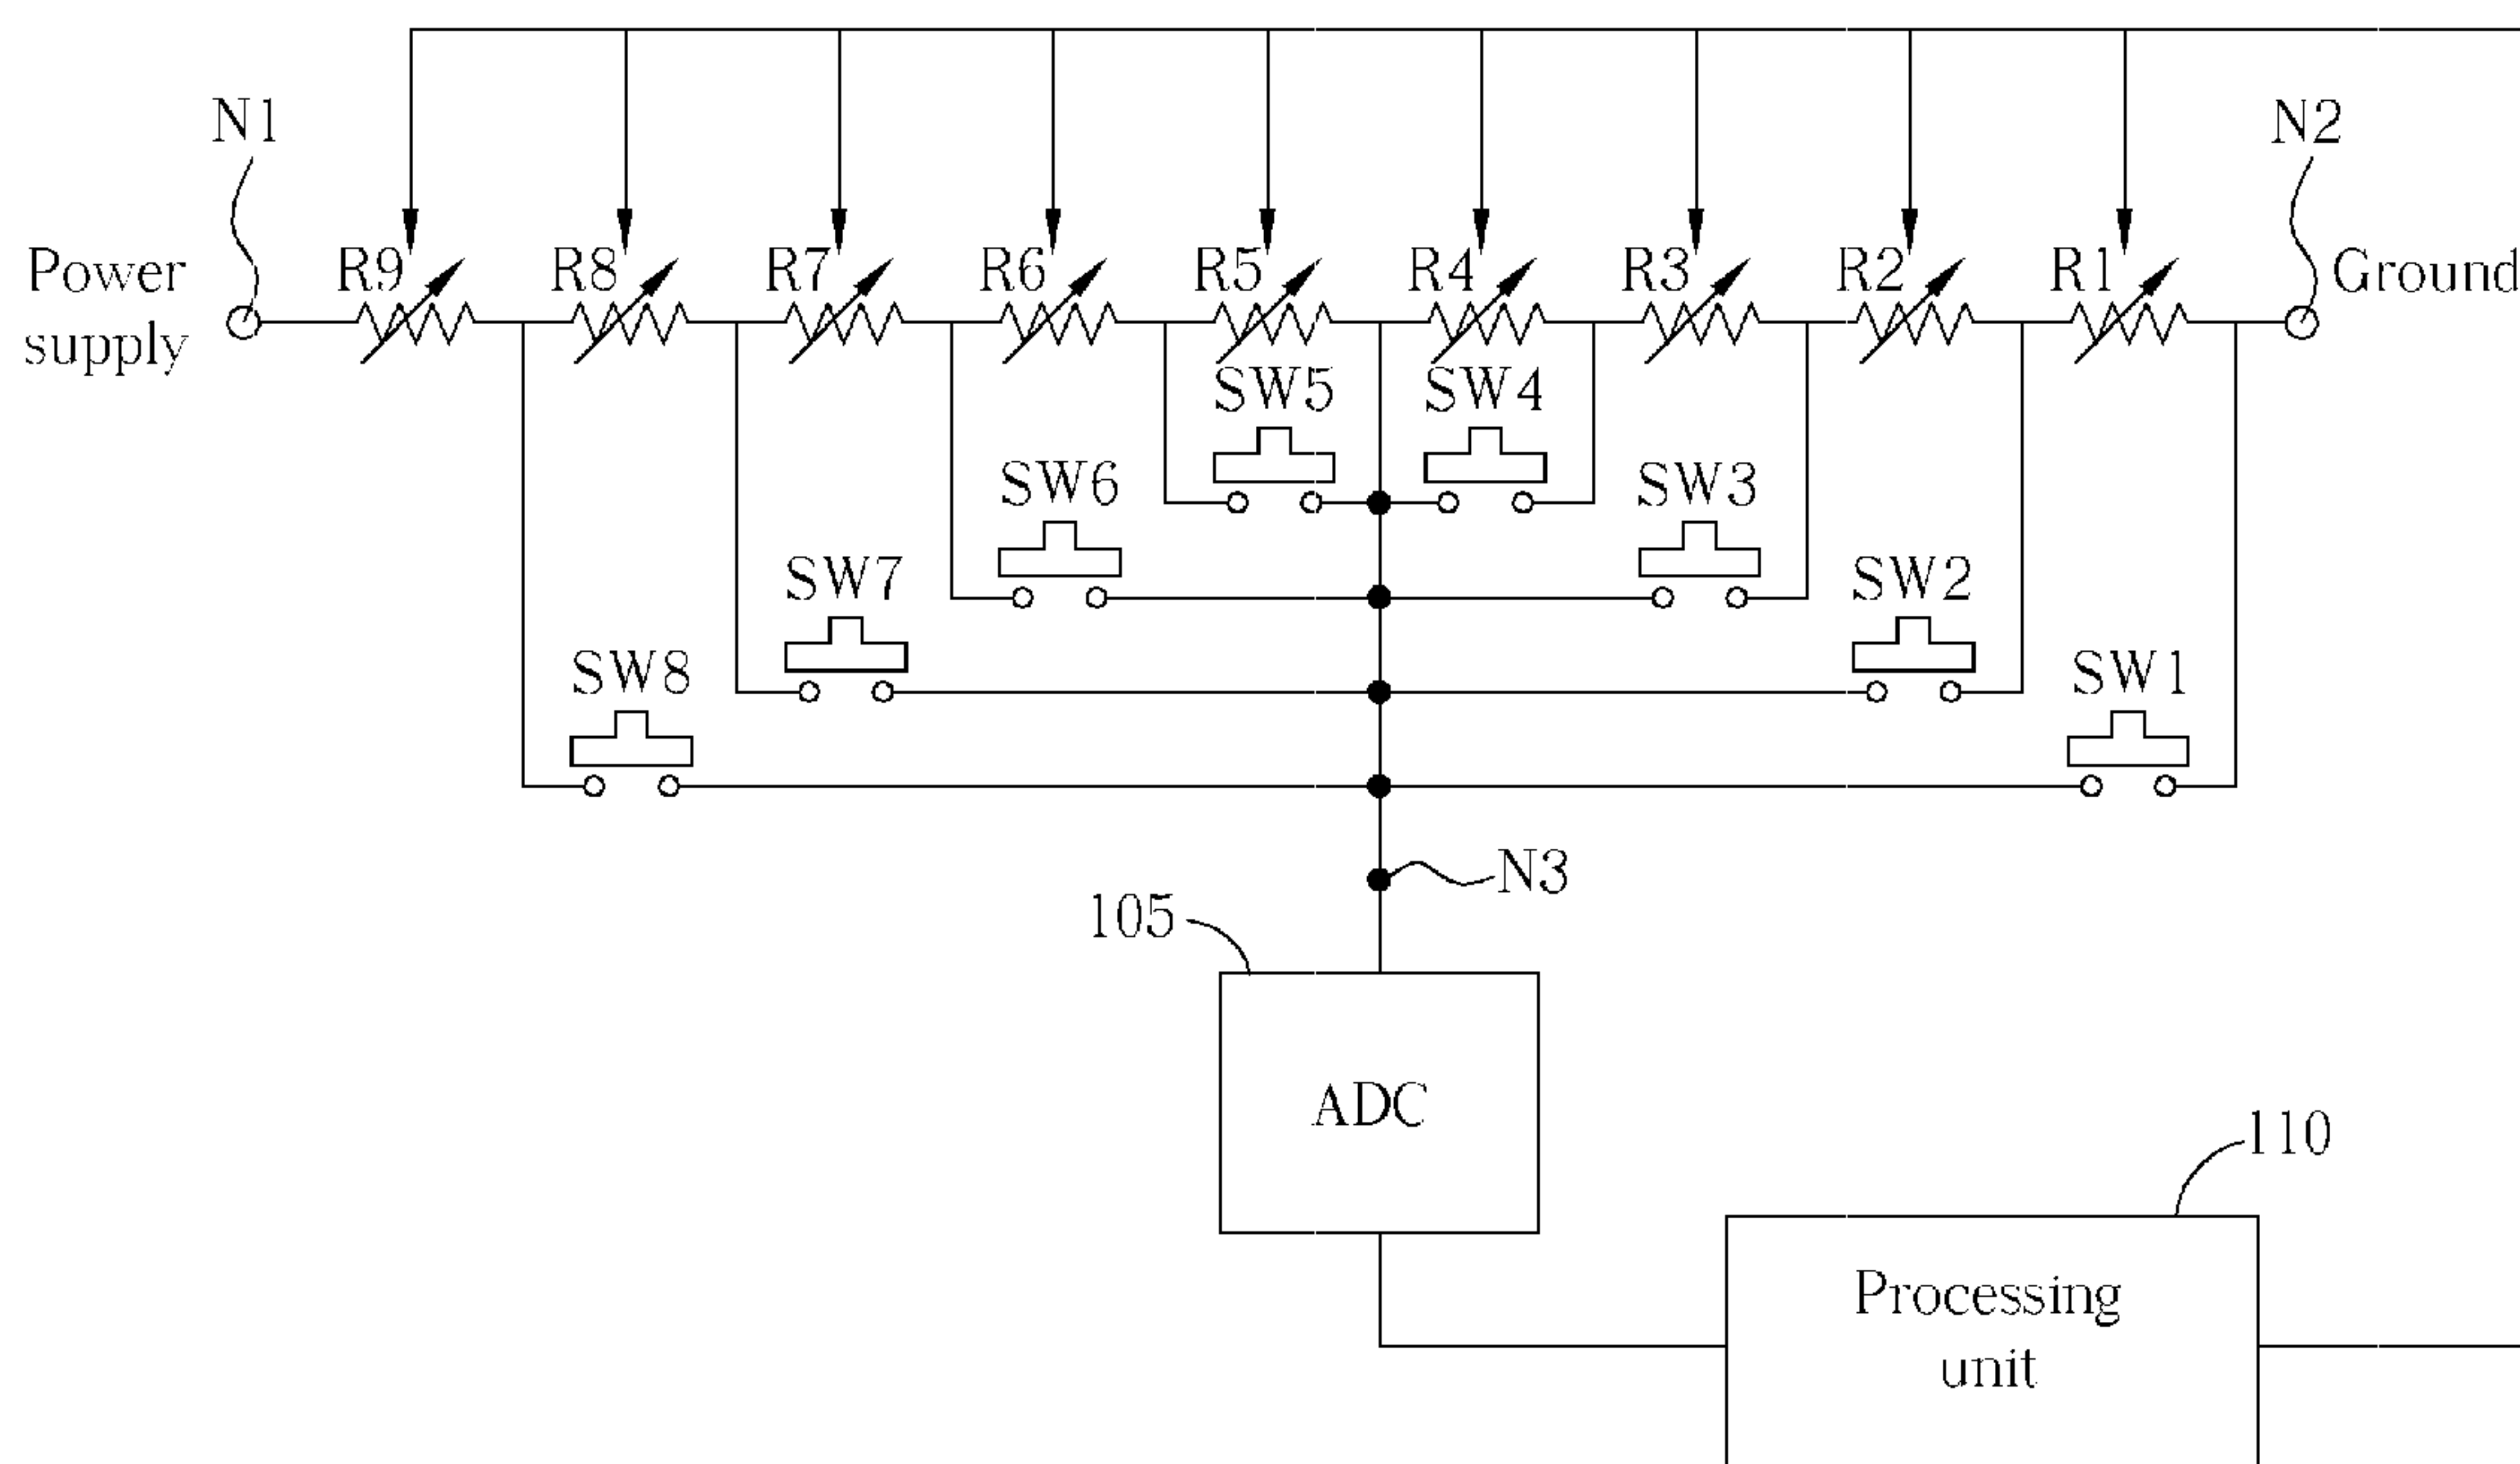 N1
N2
Power
supply
R9
R8
R7
R6
R5
R4
R3
R2
R1
Ground
SW5
SW4
SW6
SW3
SW7
SW2
SW8
SW1
N3
105
ADC
110
Processing
unit